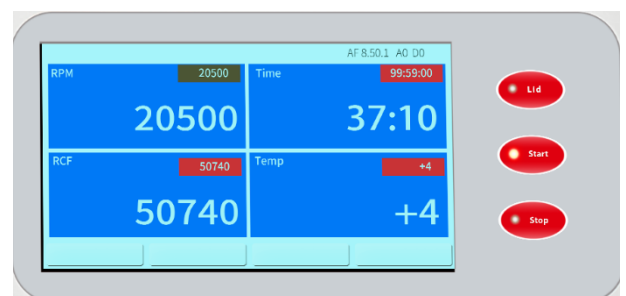 AF 8.50.1 A0 D0
RPM 20500
20500
Time 99:59:00
37:10
RCF 50740
50740
Temp +4
+4
Lid
Start
Stop